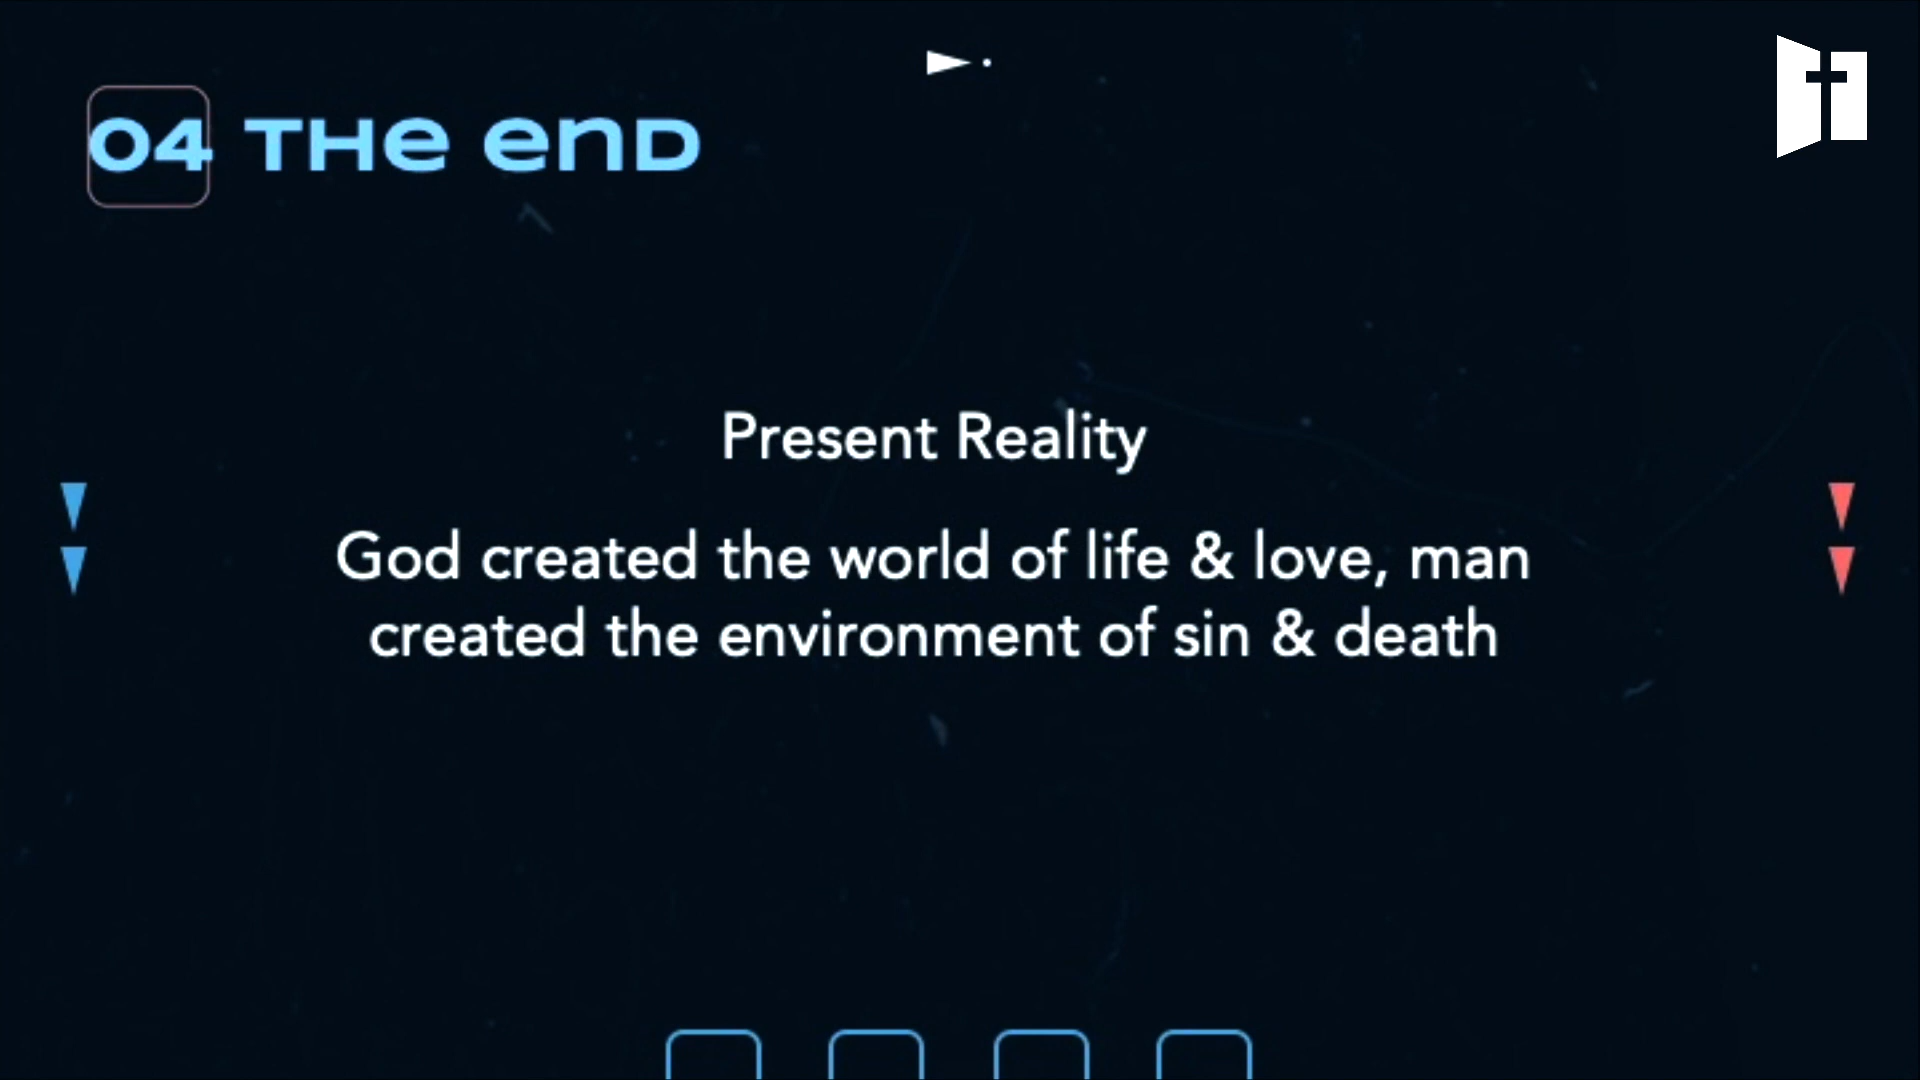 04 THe enD
Present Reality
God created the world of life & love, man
created the environment of sin & death